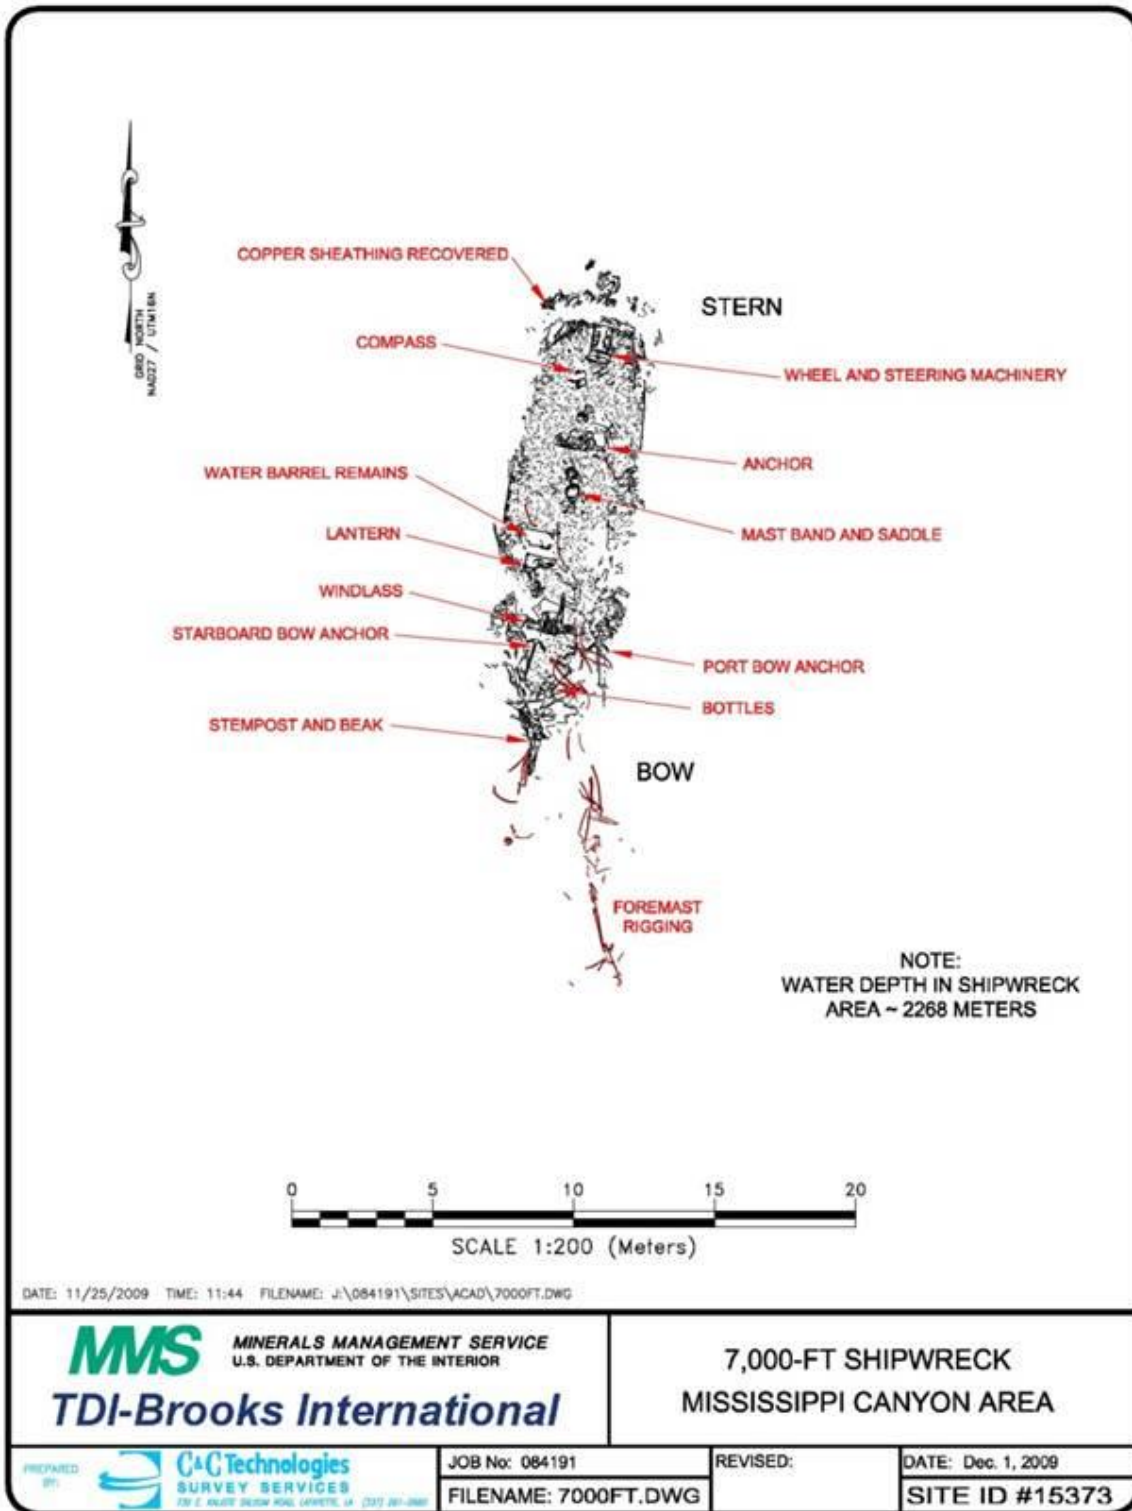 GRID NORTH
NAD27 / UTM16N
COPPER SHEATHING RECOVERED
STERN
COMPASS
WHEEL AND STEERING MACHINERY
ANCHOR
WATER BARREL REMAINS
MAST BAND AND SADDLE
LANTERN
WINDLASS
STARBOARD BOW ANCHOR
PORT BOW ANCHOR
BOTTLES
STEMPOST AND BEAK
BOW
FOREMAST
RIGGING
NOTE:
WATER DEPTH IN SHIPWRECK
AREA ~ 2268 METERS
0 5 10 15 20
SCALE 1:200 (Meters)
DATE: 11/25/2009 TIME: 11:44 FILENAME: J:\084191\SITES\ACAD\7000FT.DWG
MMS
MINERALS MANAGEMENT SERVICE
U.S. DEPARTMENT OF THE INTERIOR
TDI-Brooks International
7,000-FT SHIPWRECK
MISSISSIPPI CANYON AREA
PREPARED
BY:
C&C Technologies
SURVEY SERVICES
JOB No: 084191
REVISED:
DATE: Dec. 1, 2009
FILENAME: 7000FT.DWG
SITE ID #15373